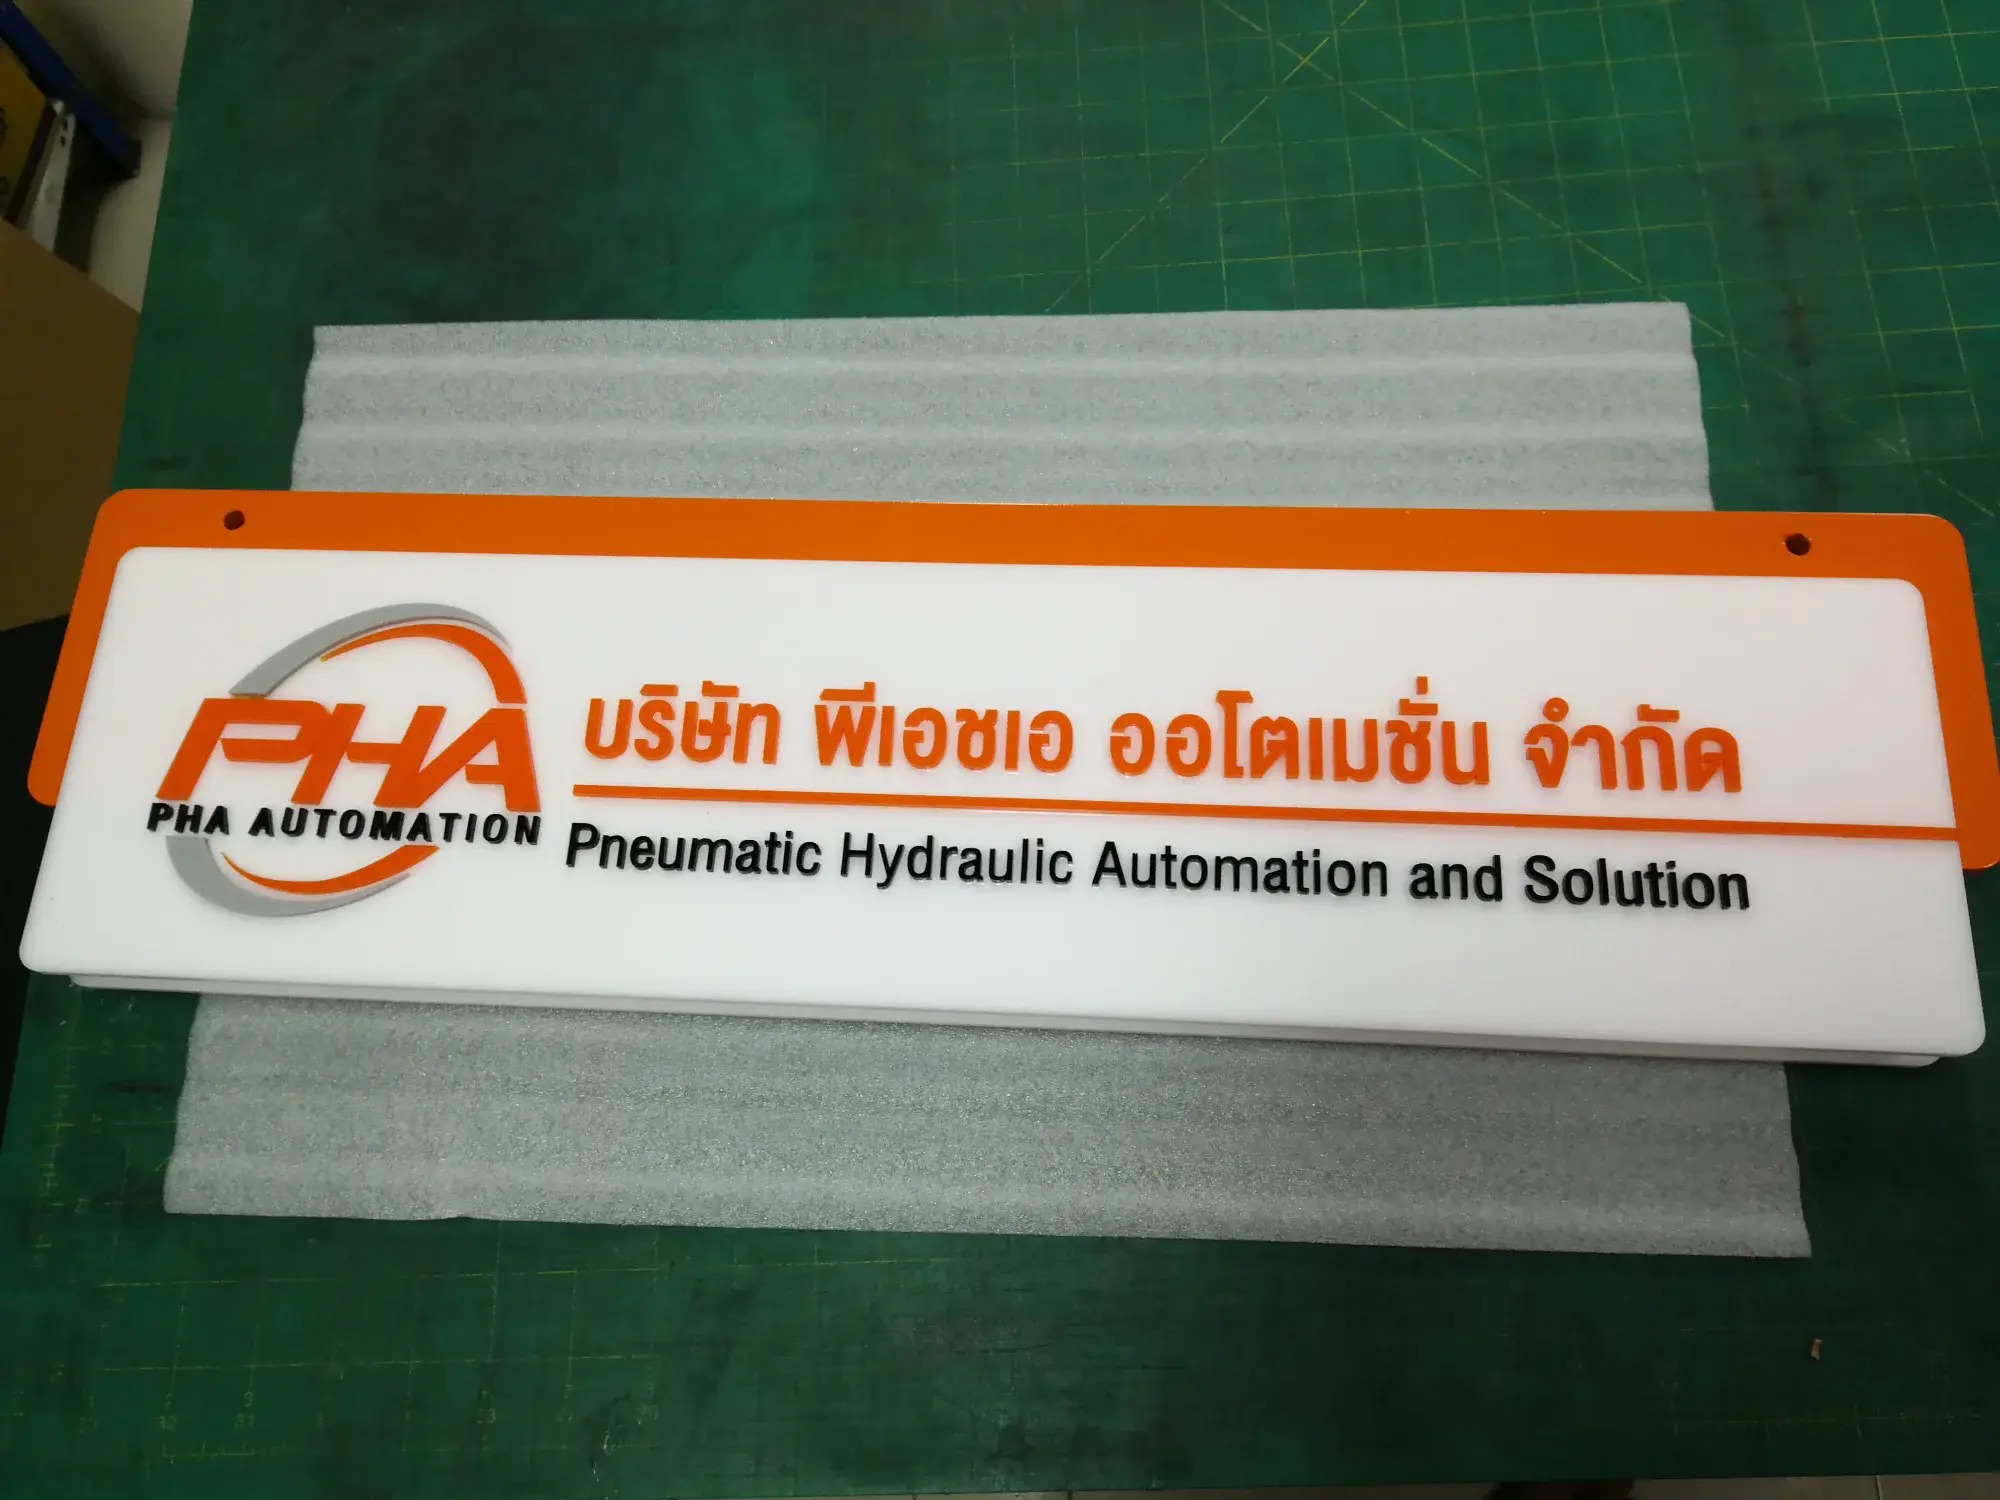 PHA
PHA AUTOMATION
บริษัท พีเอชเอ ออโตเมชั่น จำกัด
Pneumatic Hydraulic Automation and Solution